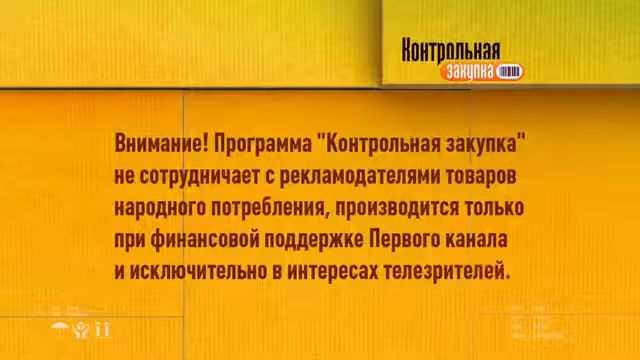 Контрольная
закупка
Внимание! Программа "Контрольная закупка"
не сотрудничает с рекламодателями товаров
народного потребления, производится только
при финансовой поддержке Первого канала
и исключительно в интересах телезрителей.